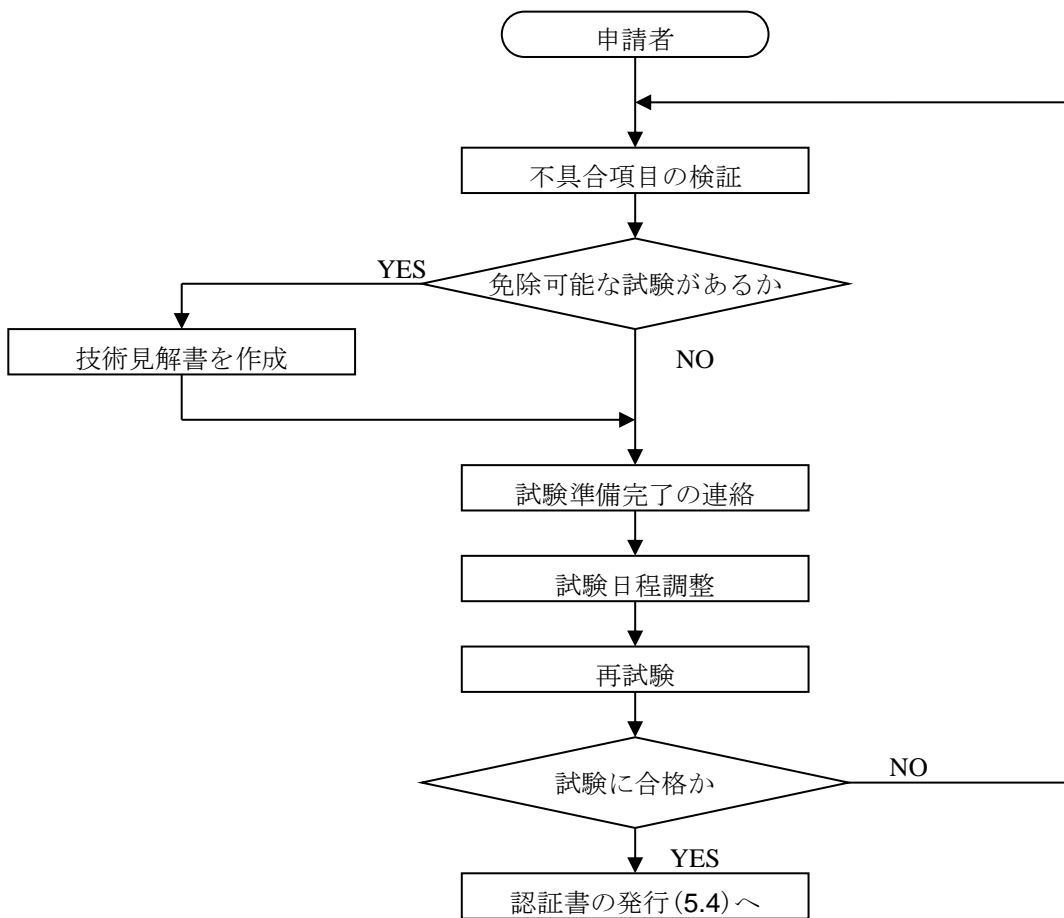 申請者
不具合項目の検証
免除可能な試験があるか
YES
技術見解書を作成
NO
試験準備完了の連絡
試験日程調整
再試験
試験に合格か
NO
YES
認証書の発行(5.4)へ